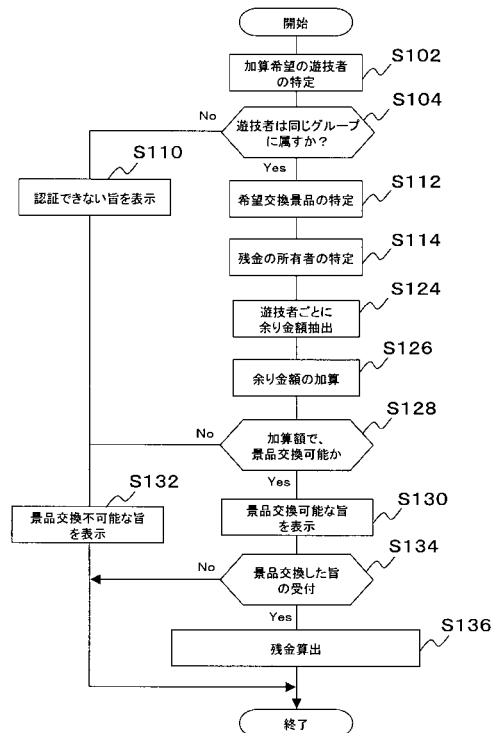 開始
加算希望の遊技者
の特定
S102
S104
遊技者は同じグループ
に属すか?
No
Yes
S110
認証できない旨を表示
S112
希望交換景品の特定
S114
残金の所有者の特定
S124
遊技者ごとに
余り金額抽出
S126
余り金額の加算
S128
加算額で、
景品交換可能か
No
Yes
S132
景品交換不可能な旨
を表示
S130
景品交換可能な旨
を表示
S134
景品交換した旨
の受付
No
Yes
S136
残金算出
終了